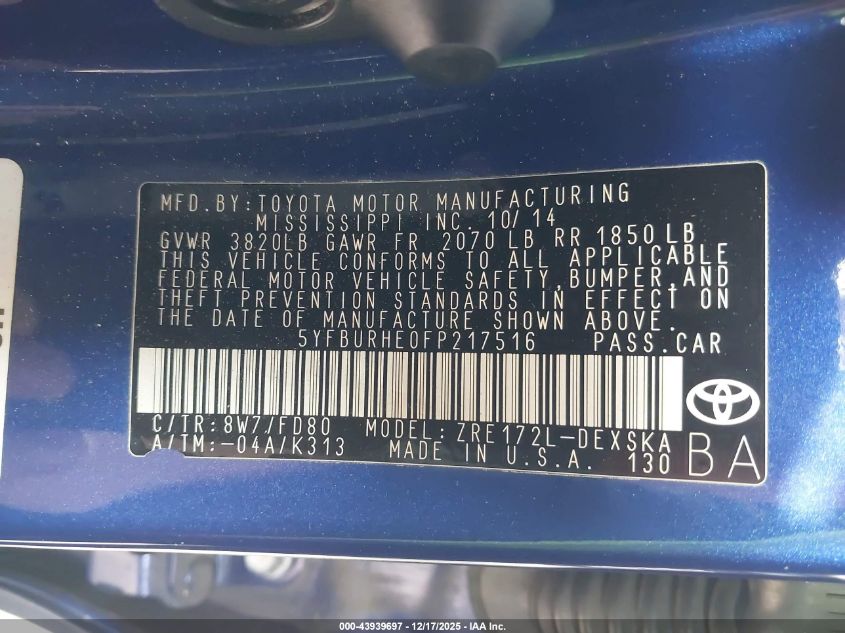 MFD.BY:TOYOTA MOTOR MANUFACTURING
MISSISSIPPI INC. 10/14
GVWR 3820LB GAWR FR 2070 LB RR 1850 LB
THIS VEHICLE CONFORMS TO ALL APPLICABLE
FEDERAL MOTOR VEHICLE SAFETY,BUMPER,AND
THEFT PREVENTION STANDARDS IN EFFECT ON
THE DATE OF MANUFACTURE SHOWN ABOVE.
5YFBURHE0FP217516 PASS.CAR
C/TR:8W7/FD80 MODEL:ZRE172L-DEXSKA
A/TM:-04A/K313 MADE IN U.S.A. 130
BA
000-43939697 - 12/17/2025 - IAA, Inc.